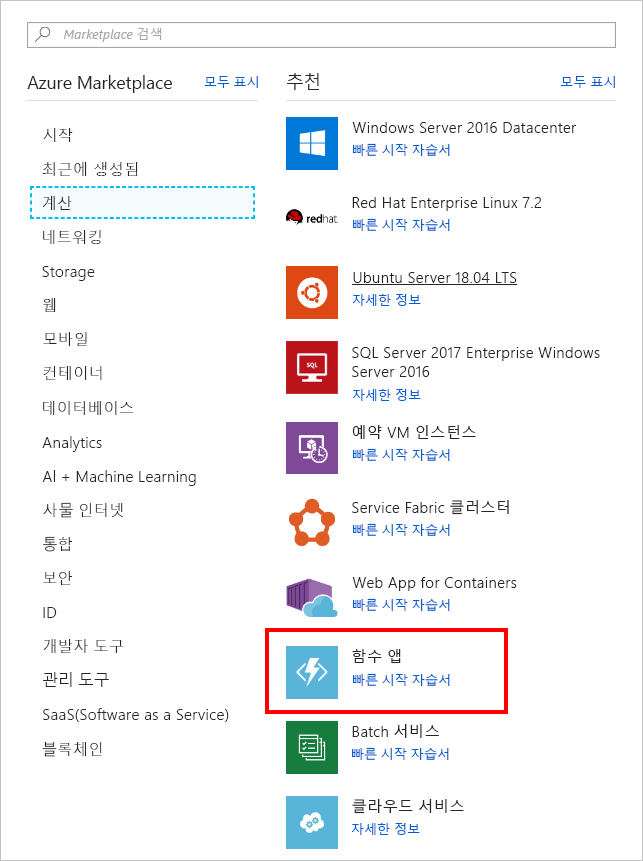 Marketplace 검색
Azure Marketplace
모두 표시
시작
최근에 생성됨
계산
네트워킹
Storage
웹
모바일
컨테이너
데이터베이스
Analytics
AI + Machine Learning
사물 인터넷
통합
보안
ID
개발자 도구
관리 도구
SaaS(Software as a Service)
블록체인
추천
모두 표시
Windows Server 2016 Datacenter
빠른 시작 자습서
redhat.
Red Hat Enterprise Linux 7.2
빠른 시작 자습서
Ubuntu Server 18.04 LTS
자세한 정보
SQL
SQL Server 2017 Enterprise Windows
Server 2016
자세한 정보
예약 VM 인스턴스
빠른 시작 자습서
Service Fabric 클러스터
빠른 시작 자습서
Web App for Containers
빠른 시작 자습서
함수 앱
빠른 시작 자습서
Batch 서비스
빠른 시작 자습서
클라우드 서비스
자세한 정보